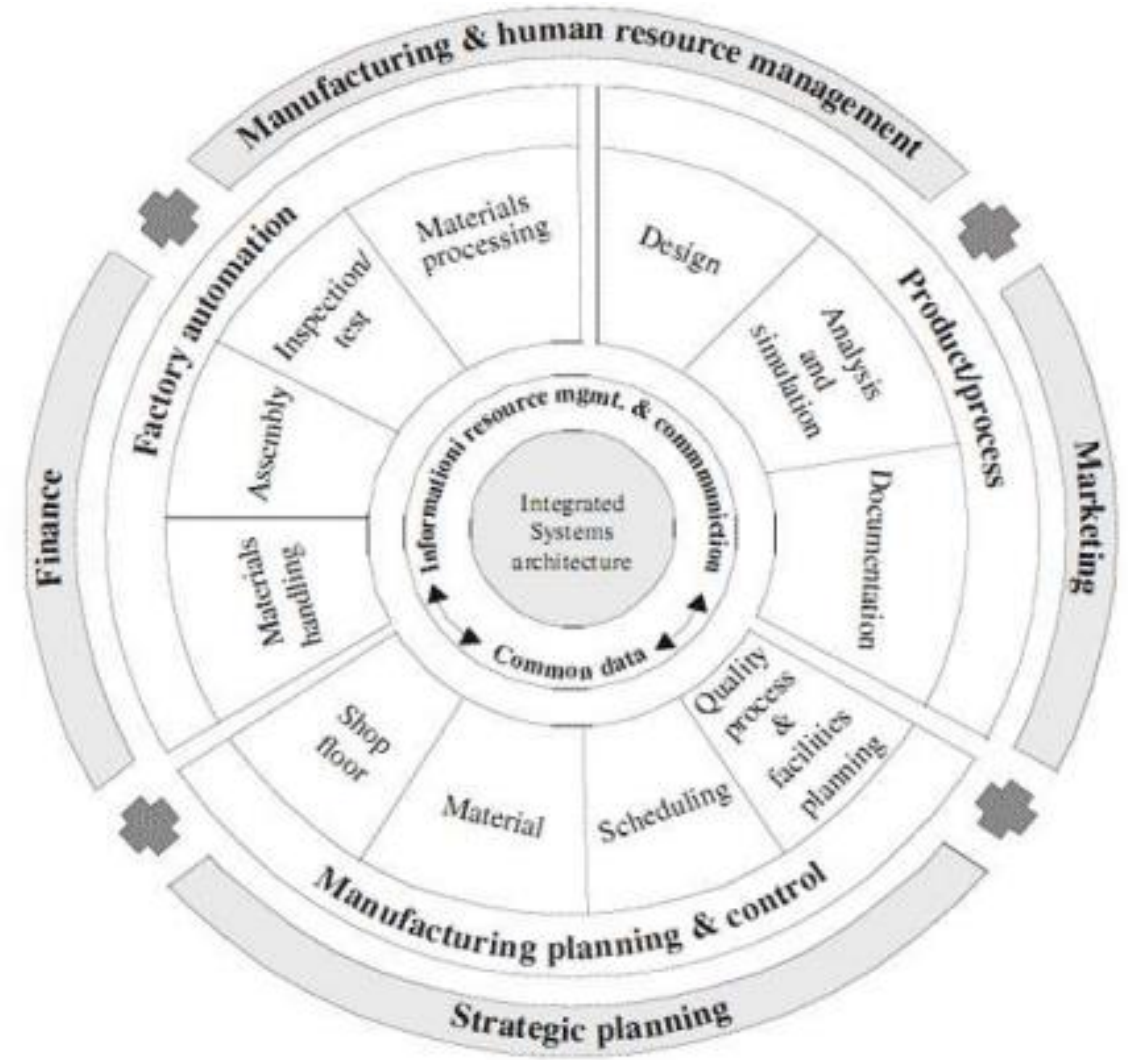 Manufacturing & human resource management
Factory automation
Materials
processing
Design
Inspection/
test
Analysis
and
simulation
Product/process
Assembly
Informationi resource mgmt. & communiction
Integrated
Systems
architecture
Finance
Marketing
Materials
handling
Documentation
Common data
Shop
floor
Material
Scheduling
Quality
process
&
facilities
planning
Manufacturing planning & control
Strategic planning